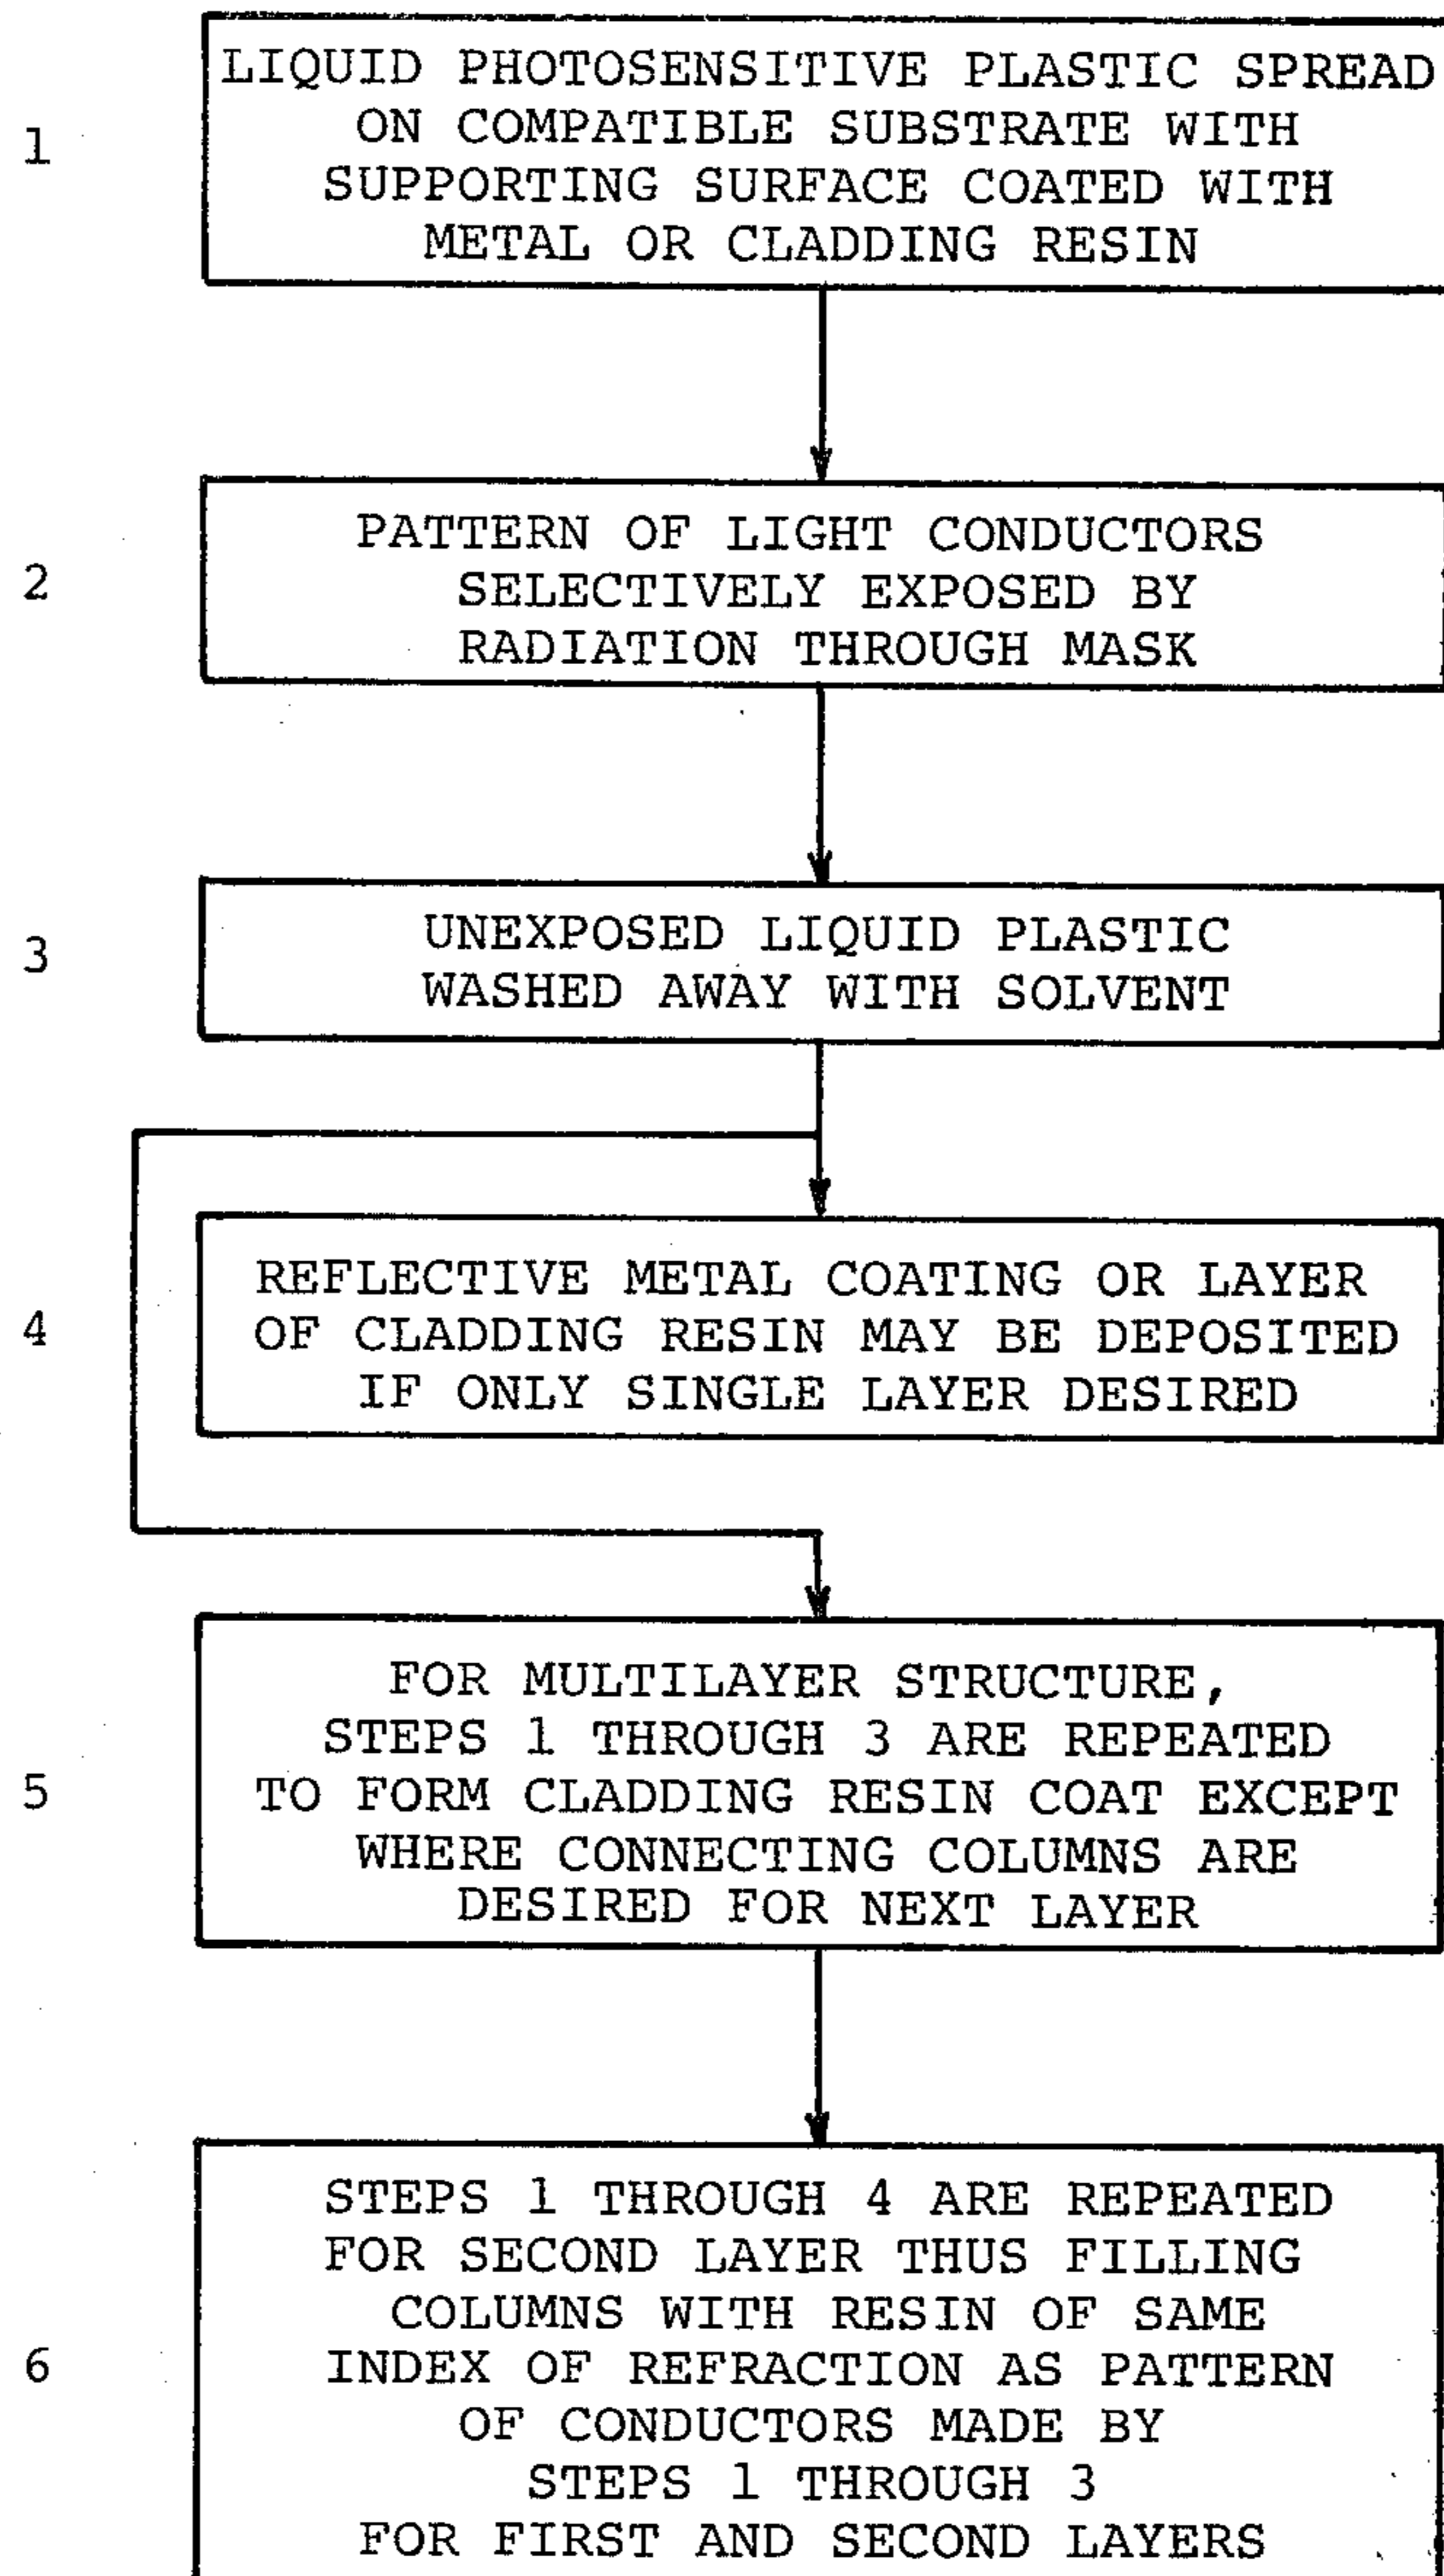 1
LIQUID PHOTOSENSITIVE PLASTIC SPREAD
ON COMPATIBLE SUBSTRATE WITH
SUPPORTING SURFACE COATED WITH
METAL OR CLADDING RESIN
2
PATTERN OF LIGHT CONDUCTORS
SELECTIVELY EXPOSED BY
RADIATION THROUGH MASK
3
UNEXPOSED LIQUID PLASTIC
WASHED AWAY WITH SOLVENT
4
REFLECTIVE METAL COATING OR LAYER
OF CLADDING RESIN MAY BE DEPOSITED
IF ONLY SINGLE LAYER DESIRED
5
FOR MULTILAYER STRUCTURE,
STEPS 1 THROUGH 3 ARE REPEATED
TO FORM CLADDING RESIN COAT EXCEPT
WHERE CONNECTING COLUMNS ARE
DESIRED FOR NEXT LAYER
6
STEPS 1 THROUGH 4 ARE REPEATED
FOR SECOND LAYER THUS FILLING
COLUMNS WITH RESIN OF SAME
INDEX OF REFRACTION AS PATTERN
OF CONDUCTORS MADE BY
STEPS 1 THROUGH 3
FOR FIRST AND SECOND LAYERS